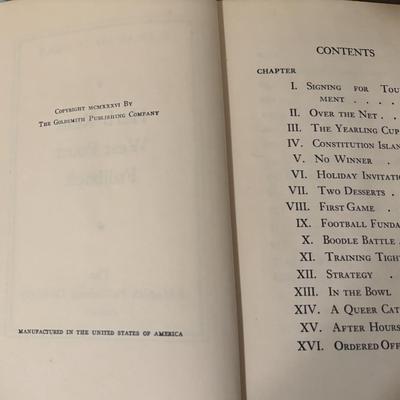 Copyright MCMXXXVI By
The Goldsmith Publishing Company
MANUFACTURED IN THE UNITED STATES OF AMERICA
CONTENTS
CHAPTER
I. Signing for Tou
ment . . . .
II. Over the Net . .
III. The Yearling Cup
IV. Constitution Islan
V. No Winner . .
VI. Holiday Invitatio
VII. Two Desserts .
VIII. First Game .
IX. Football Funda
X. Boodle Battle
XI. Training Tight
XII. Strategy .
XIII. In the Bowl
XIV. A Queer Cat
XV. After Hours
XVI. Ordered Off